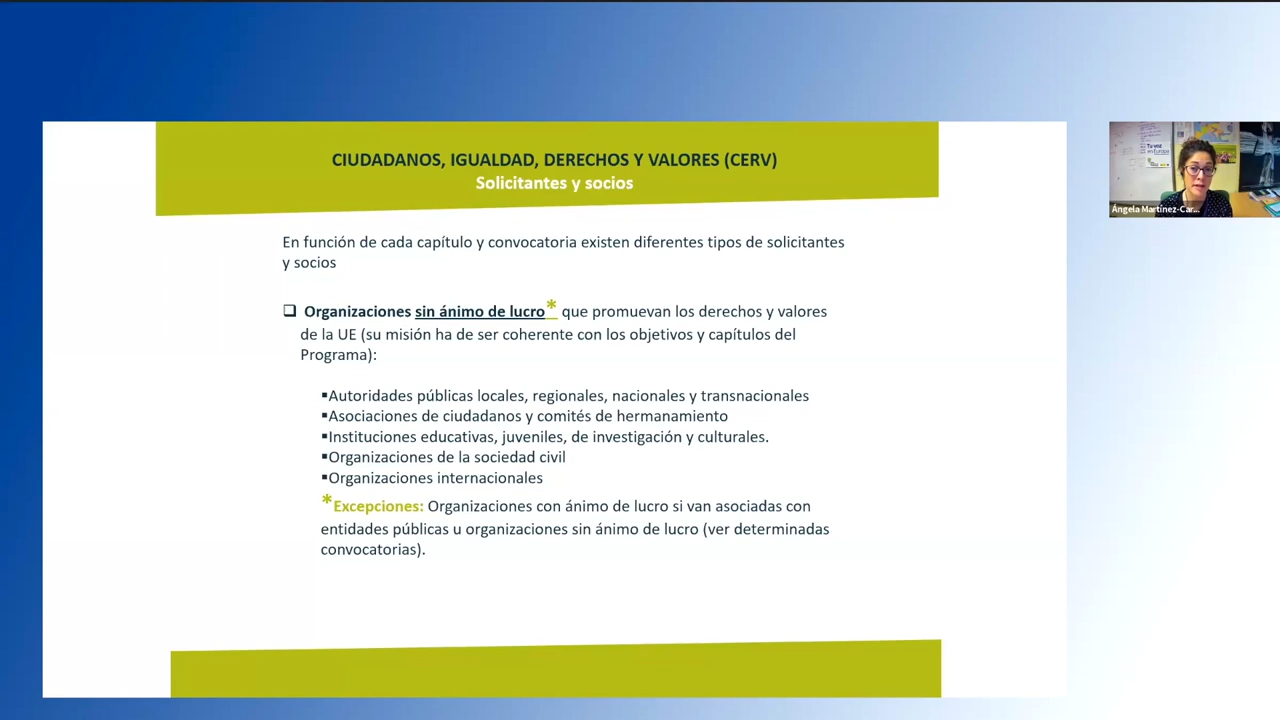 CIUDADANOS, IGUALDAD, DERECHOS Y VALORES (CERV)
Solicitantes y socios
En función de cada capítulo y convocatoria existen diferentes tipos de solicitantes
y socios
❑ Organizaciones sin ánimo de lucro* que promuevan los derechos y valores
de la UE (su misión ha de ser coherente con los objetivos y capítulos del
Programa):
▪Autoridades públicas locales, regionales, nacionales y transnacionales
▪Asociaciones de ciudadanos y comités de hermanamiento
▪Instituciones educativas, juveniles, de investigación y culturales.
▪Organizaciones de la sociedad civil
▪Organizaciones internacionales
*Excepciones: Organizaciones con ánimo de lucro si van asociadas con
entidades públicas u organizaciones sin ánimo de lucro (ver determinadas
convocatorias).
Tu voz
en Europa
Ángela Martínez-Car...